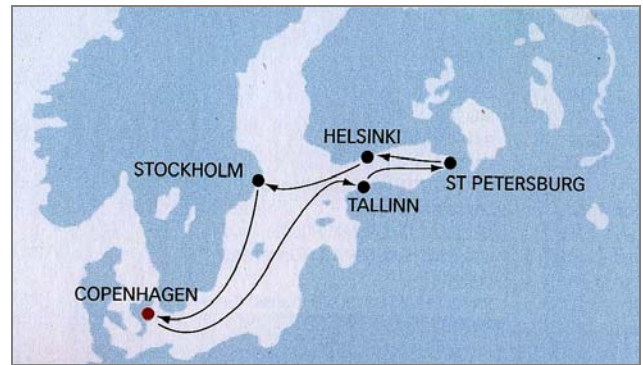 HELSINKI
STOCKHOLM
ST PETERSBURG
TALLINN
COPENHAGEN